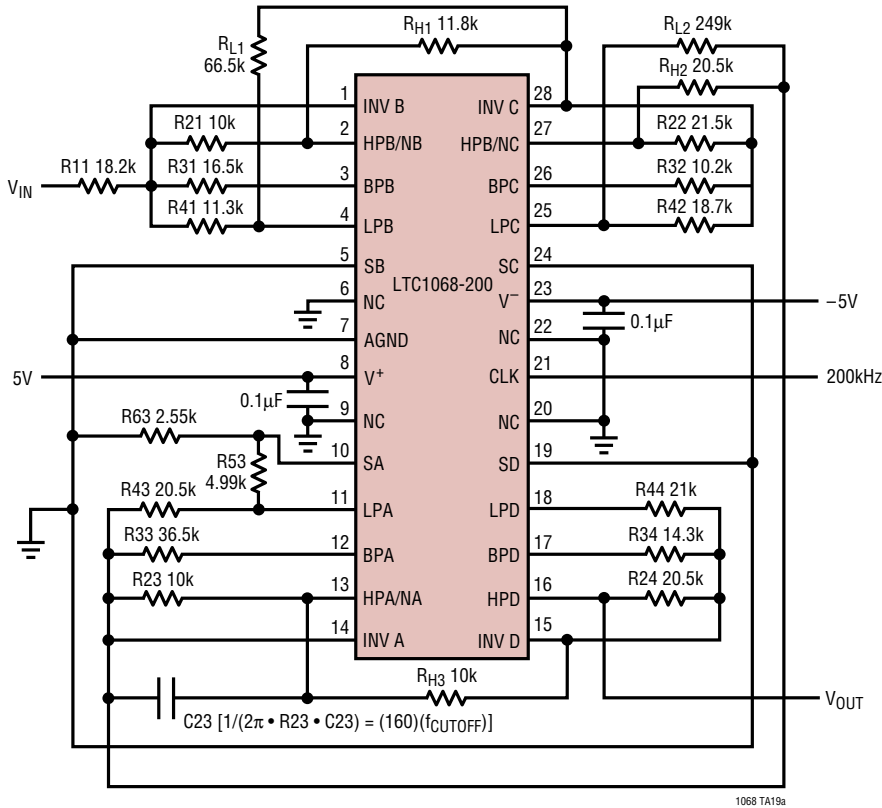 RH1 11.8k
RL2 249k
RL1
66.5k
RH2 20.5k
1
INV B
INV C
28
R21 10k
2
HPB/NB
HPB/NC
27
R22 21.5k
R11 18.2k
VIN
R31 16.5k
3
BPB
BPC
26
R32 10.2k
R41 11.3k
4
LPB
LPC
25
R42 18.7k
5
SB
SC
24
LTC1068-200
6
NC
V–
23
–5V
0.1µF
7
AGND
NC
22
5V
8
V+
CLK
21
200kHz
0.1µF
9
NC
NC
20
R63 2.55k
10
SA
SD
19
R53
4.99k
R43 20.5k
11
LPA
LPD
18
R44 21k
R33 36.5k
12
BPA
BPD
17
R34 14.3k
R23 10k
13
HPA/NA
HPD
16
R24 20.5k
14
INV A
INV D
15
RH3 10k
VOUT
C23 [1/(2π • R23 • C23) = (160)(fCUTOFF)]
1068 TA19a